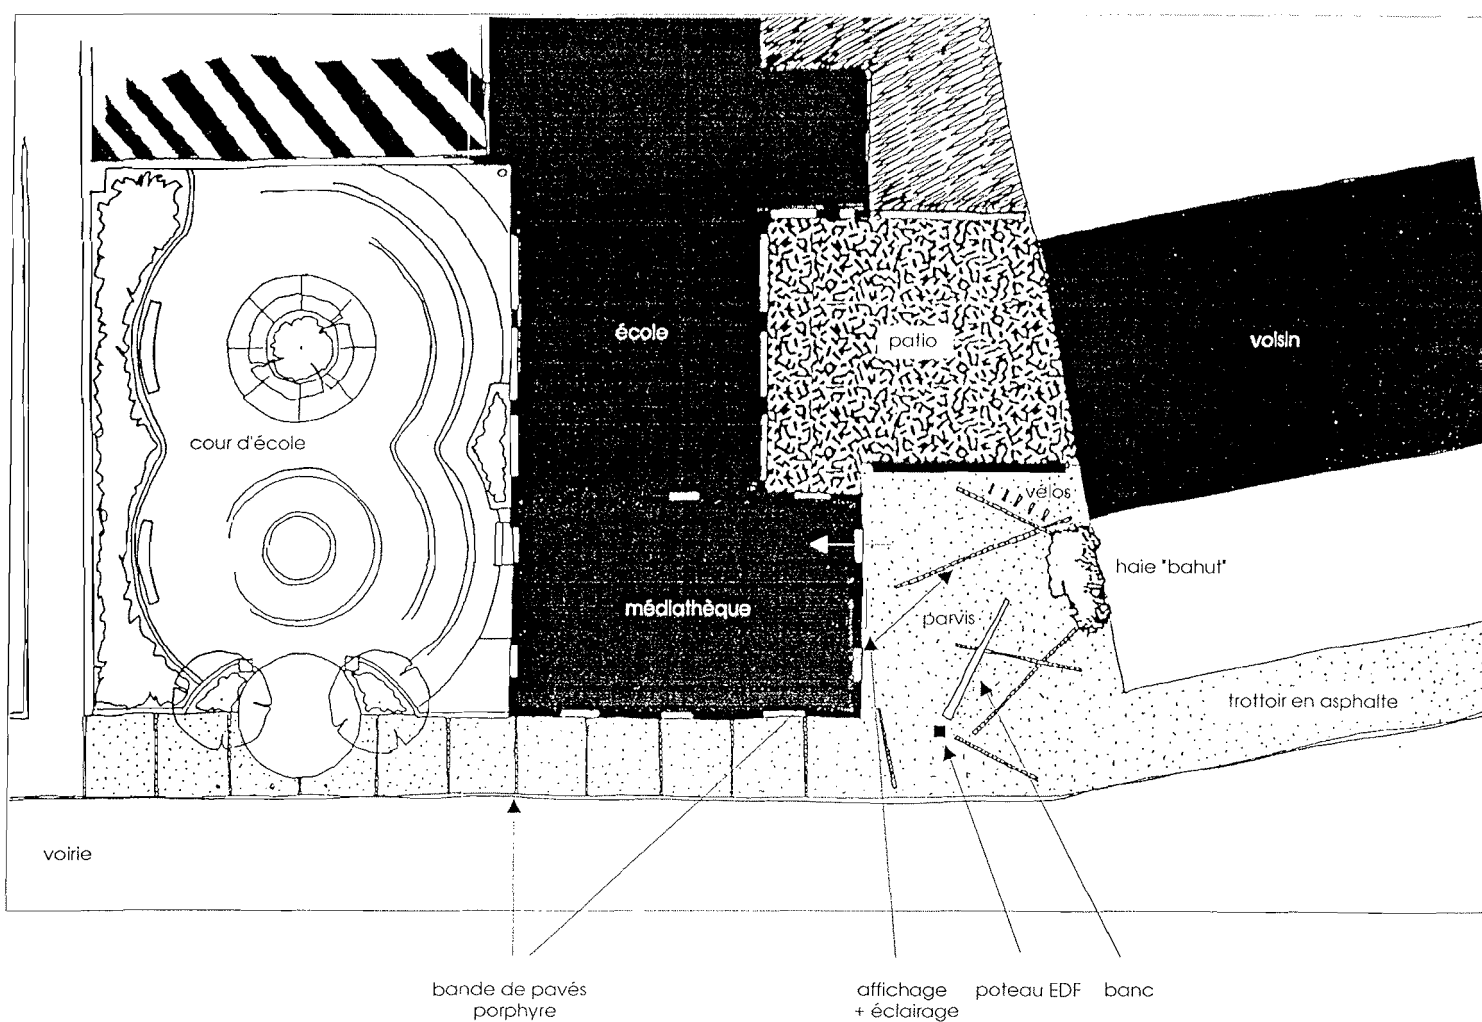 école
patio
voisin
cour d'école
vélos
haie "bahut"
médiathèque
parvis
trottoir en asphalte
voirie
bande de pavés
porphyre
affichage
+ éclairage
poteau EDF
banc